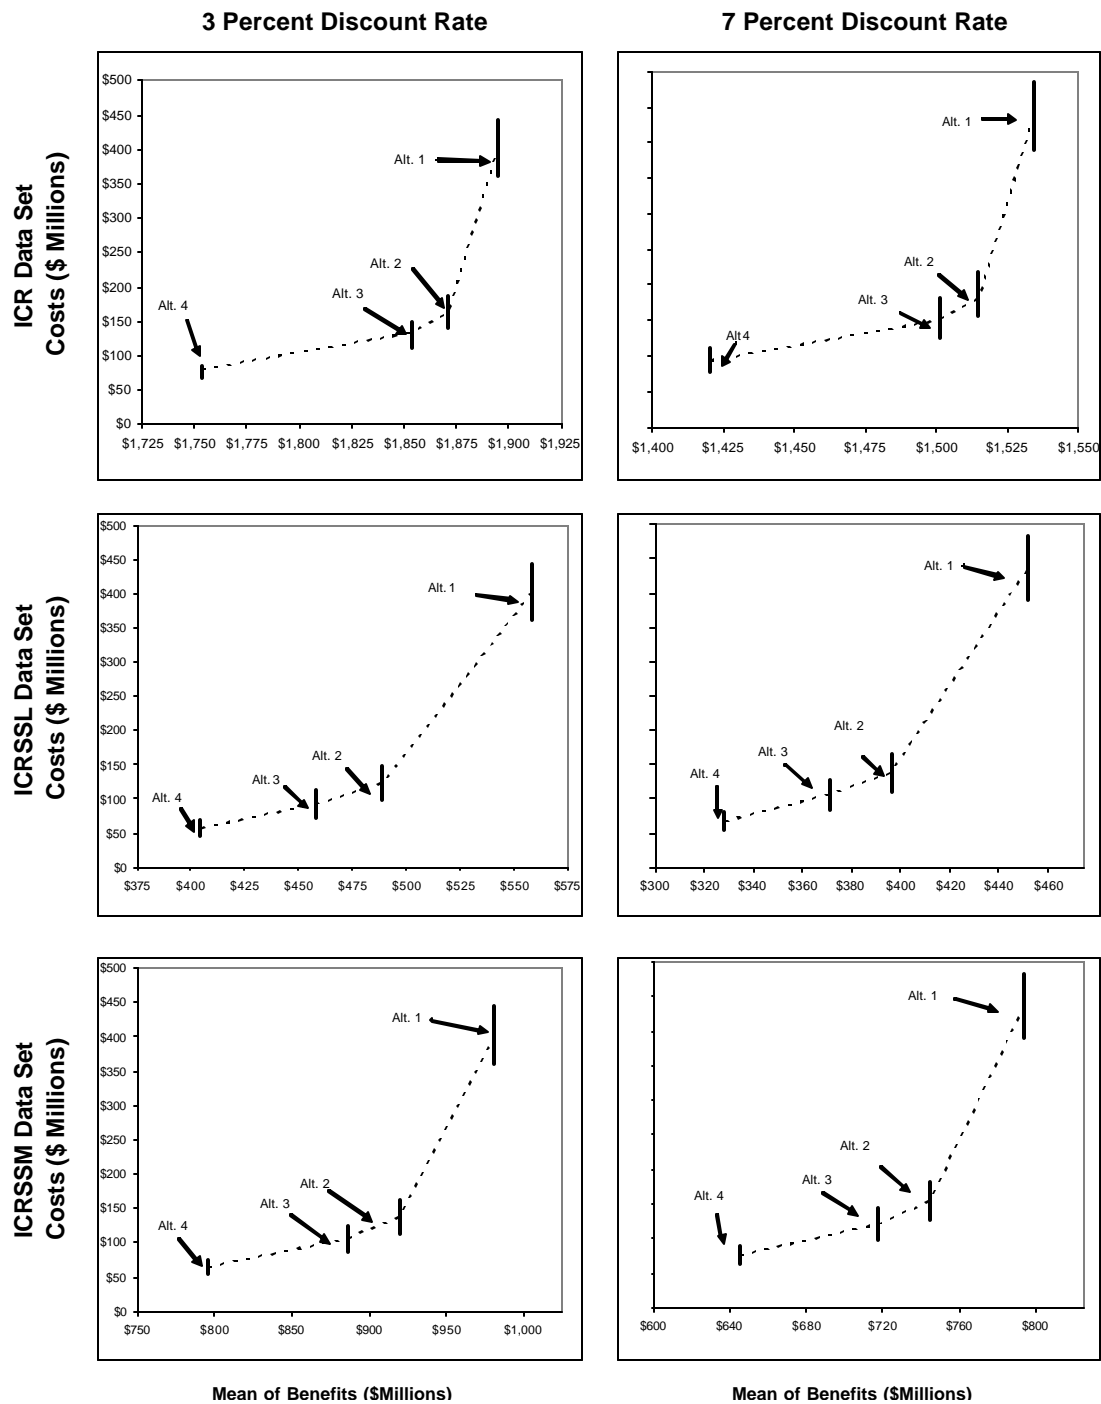 3 Percent Discount Rate
7 Percent Discount Rate
ICR Data Set
Costs ($ Millions)
$500
$450
$400
$350
$300
$250
$200
$150
$100
$50
$0
Alt. 1
Alt. 2
Alt. 3
Alt. 4
$1,725 $1,750 $1,775 $1,800 $1,825 $1,850 $1,875 $1,900 $1,925
Alt. 1
Alt. 2
Alt. 3
Alt 4
$1,400 $1,425 $1,450 $1,475 $1,500 $1,525 $1,550
ICRSSL Data Set
Costs ($ Millions)
$500
$450
$400
$350
$300
$250
$200
$150
$100
$50
$0
Alt. 1
Alt. 2
Alt. 3
Alt. 4
$375 $400 $425 $450 $475 $500 $525 $550 $575
Alt. 1
Alt. 2
Alt. 3
Alt. 4
$300 $320 $340 $360 $380 $400 $420 $440 $460
ICRSSM Data Set
Costs ($ Millions)
$500
$450
$400
$350
$300
$250
$200
$150
$100
$50
$0
Alt. 1
Alt. 2
Alt. 3
Alt. 4
$750 $800 $850 $900 $950 $1,000
Alt. 1
Alt. 2
Alt. 3
Alt. 4
$600 $640 $680 $720 $760 $800
Mean of Benefits ($Millions)
Mean of Benefits ($Millions)